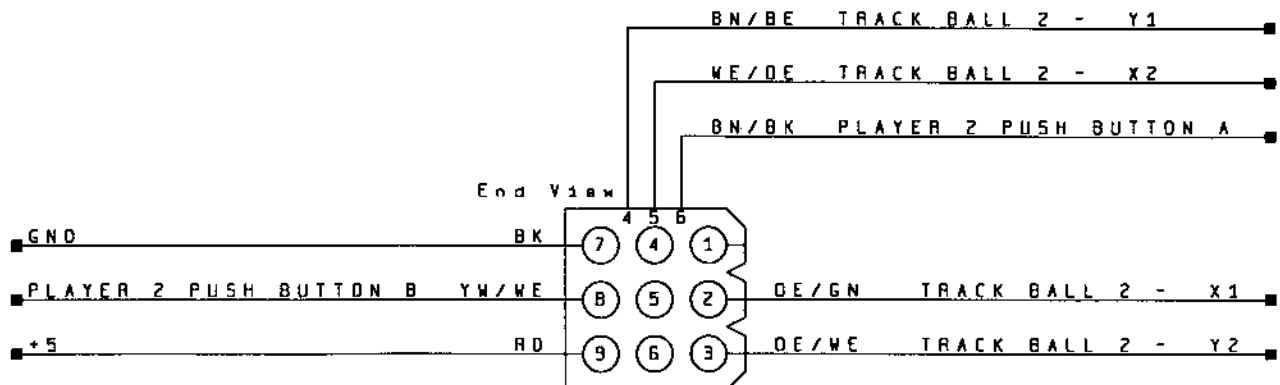 BN/BE TRACK BALL 2 - Y1
WE/OE TRACK BALL 2 - X2
BN/BK PLAYER 2 PUSH BUTTON A
End View
4 5 6
GND BK 7 4 1
PLAYER 2 PUSH BUTTON B YW/WE 8 5 2 OE/GN TRACK BALL 2 - X1
+5 RD 9 6 3 OE/WE TRACK BALL 2 - Y2